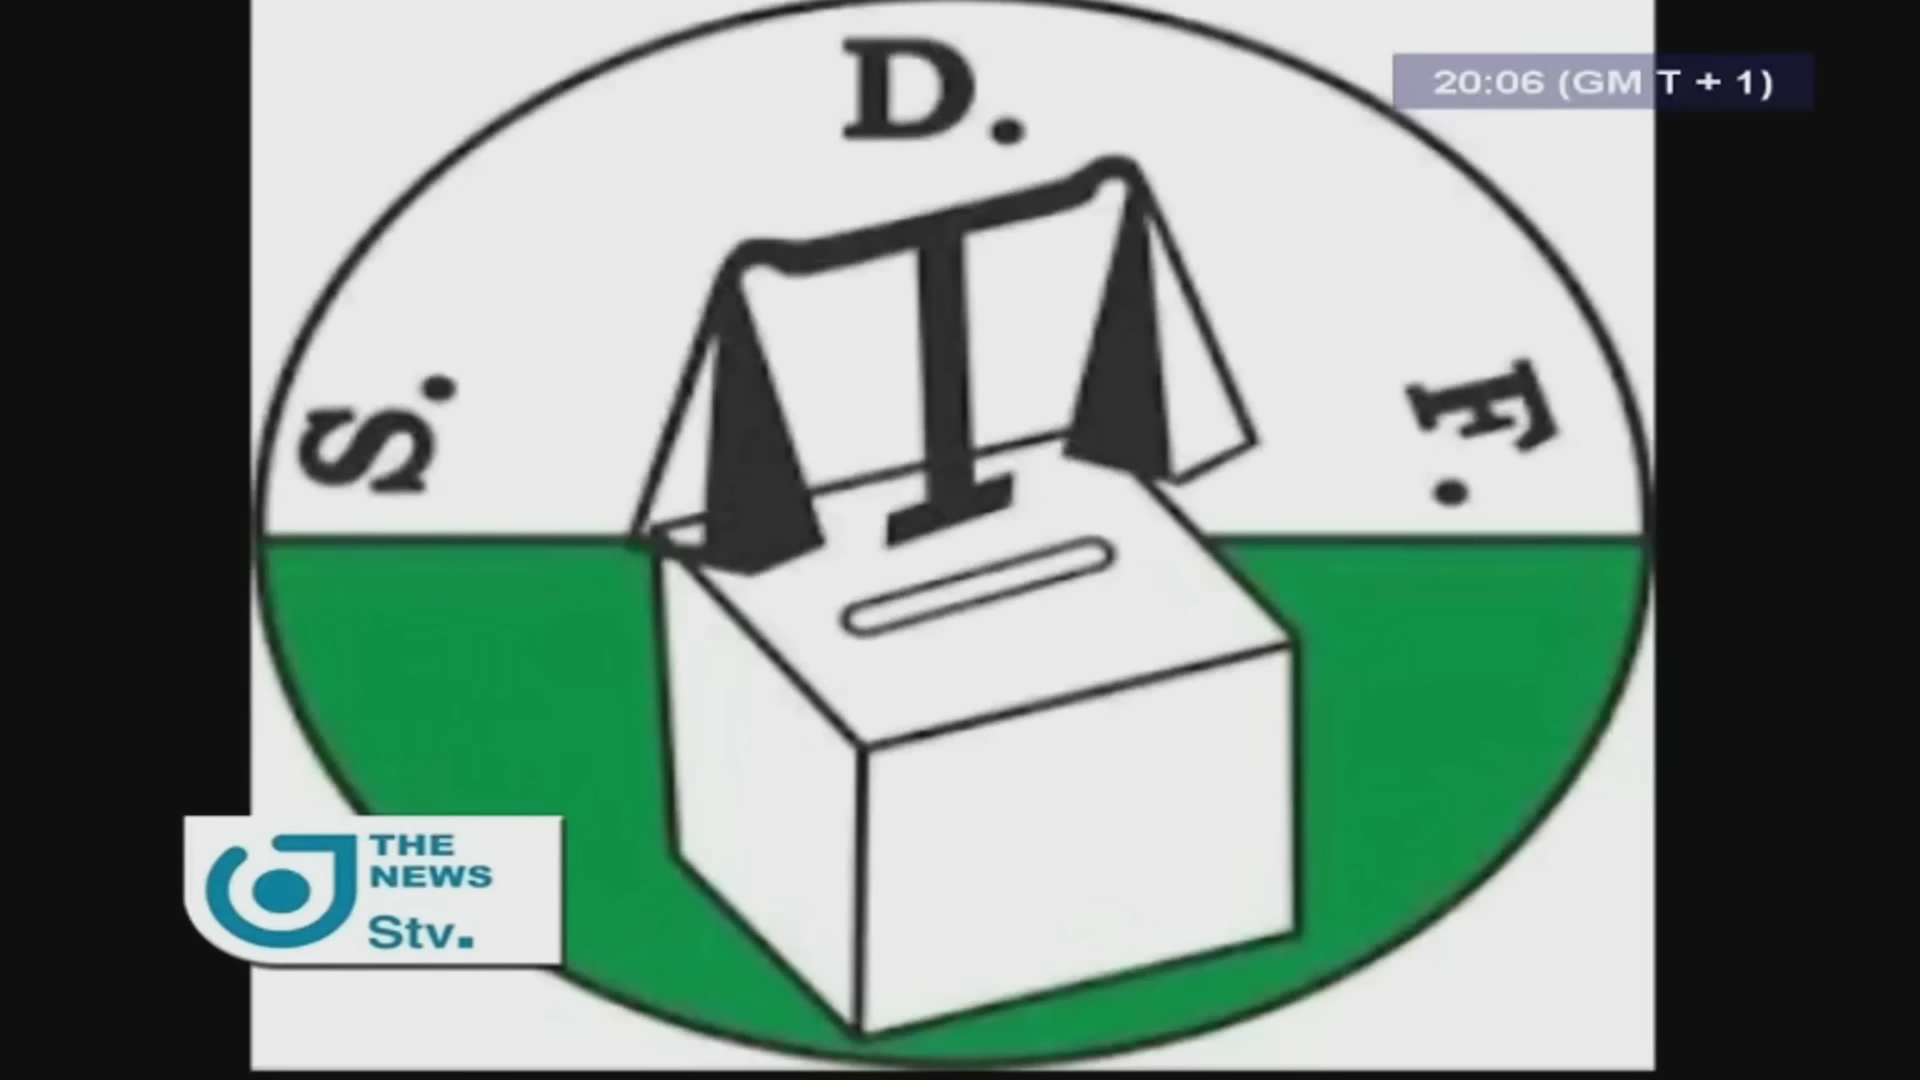 D.
20:06 (GMT + 1)
S.
F.
THE
NEWS
Stv.